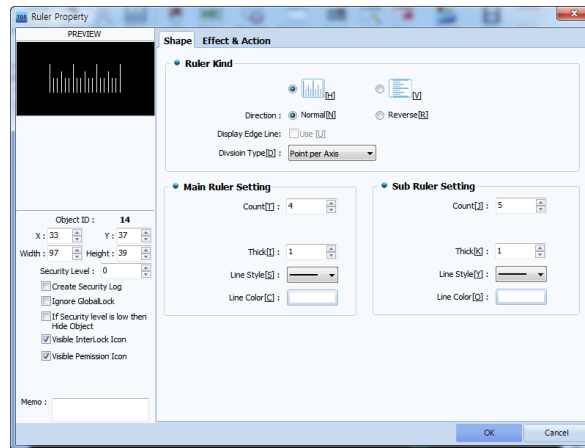 IDS Ruler Property
PREVIEW
Object ID : 14
X : 33 Y : 37
Width : 97 Height : 39
Security Level : 0
Create Security Log
Ignore GlobalLock
If Security level is low then
Hide Object
Visible InterLock Icon
Visible Pemission Icon
Memo :
Shape Effect & Action
Ruler Kind
[H] [V]
Direction : Normal[N] Reverse[R]
Display Edge Line: Use [U]
Divsioin Type[D] : Point per Axis
Main Ruler Setting
Count[T] : 4
Thick[I] : 1
Line Style[S] :
Line Color[C] :
Sub Ruler Setting
Count[J] : 5
Thick[K] : 1
Line Style[Y] :
Line Color[O] :
OK Cancel